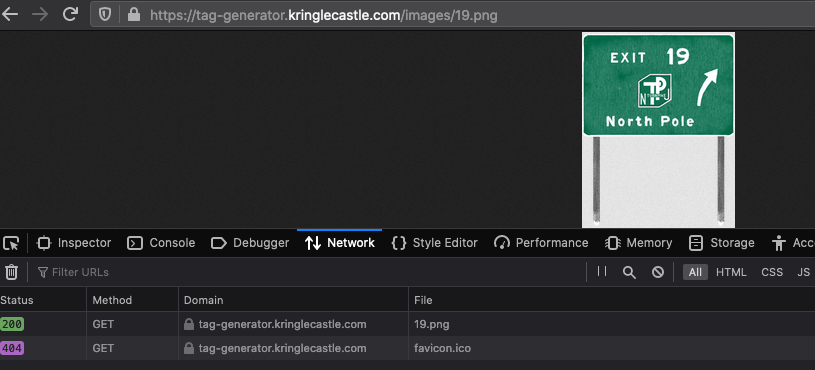 https://tag-generator.kringlecastle.com/images/19.png
EXIT 19
North Pole
Inspector Console Debugger Network Style Editor Performance Memory Storage Acc
Filter URLs All HTML CSS JS
Status Method Domain File
200 GET tag-generator.kringlecastle.com 19.png
404 GET tag-generator.kringlecastle.com favicon.ico